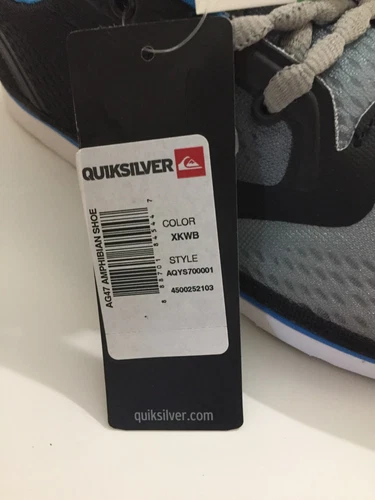 QUIKSILVER
AG47 AMPHIBIAN SHOE
COLOR
XKWB
STYLE
AQYS700001
4500252103
quiksilver.com